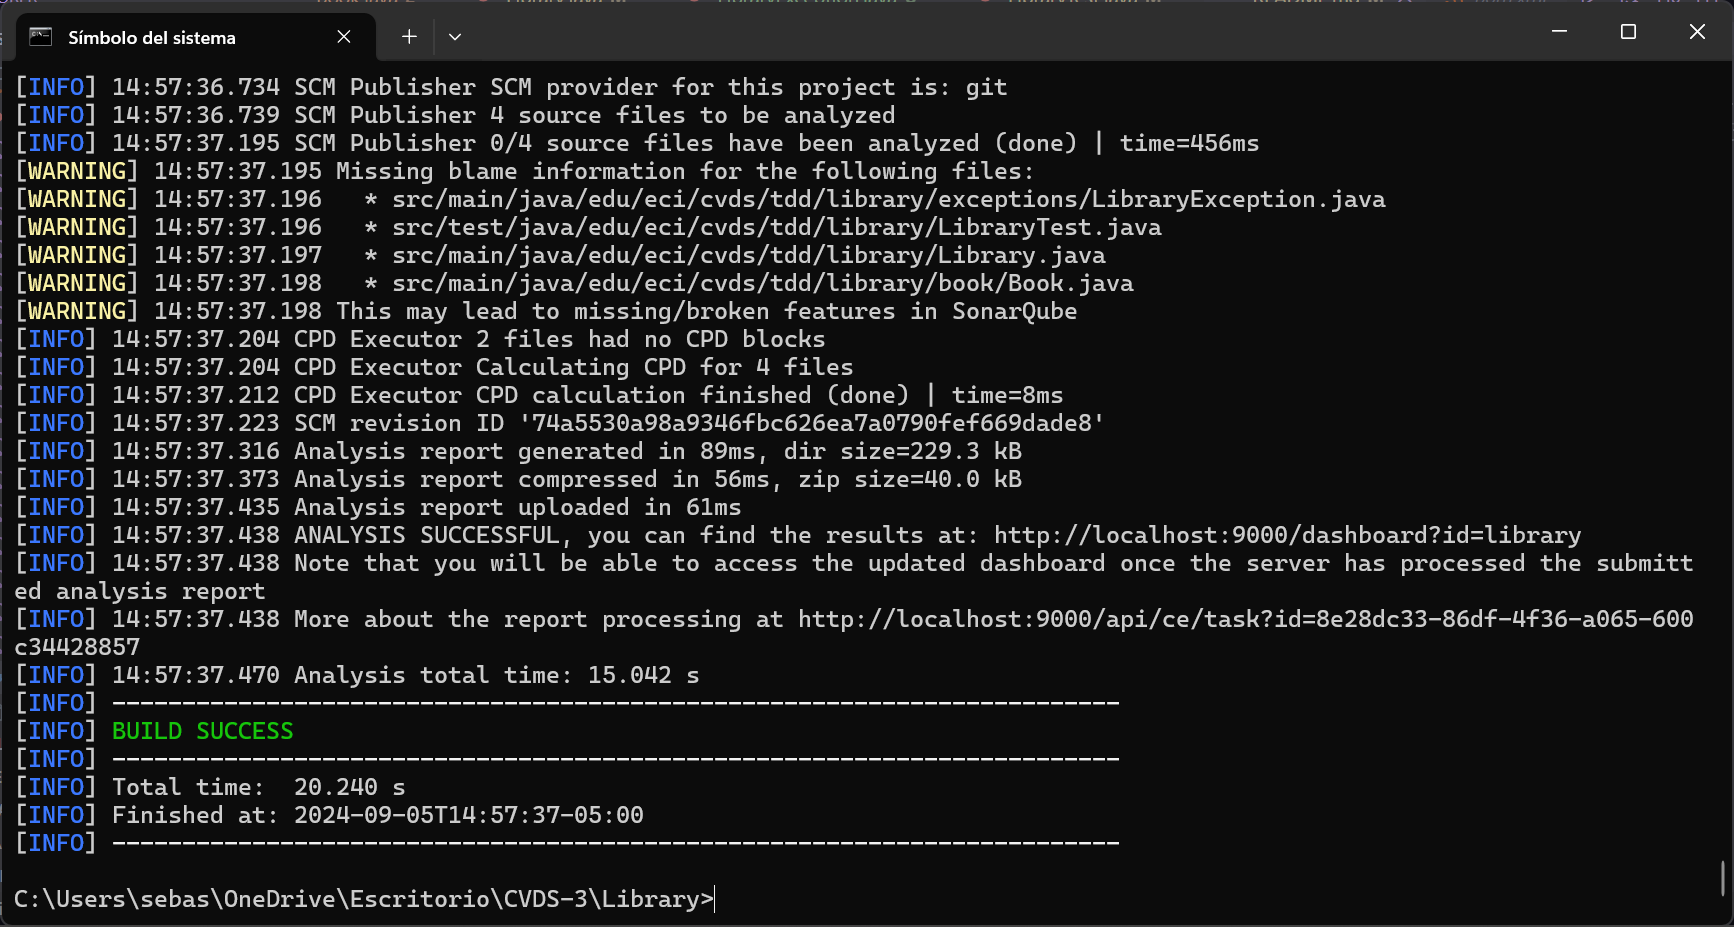 Símbolo del sistema
[INFO] 14:57:36.734 SCM Publisher SCM provider for this project is: git
[INFO] 14:57:36.739 SCM Publisher 4 source files to be analyzed
[INFO] 14:57:37.195 SCM Publisher 0/4 source files have been analyzed (done) | time=456ms
[WARNING] 14:57:37.195 Missing blame information for the following files:
[WARNING] 14:57:37.196   * src/main/java/edu/eci/cvds/tdd/library/exceptions/LibraryException.java
[WARNING] 14:57:37.196   * src/test/java/edu/eci/cvds/tdd/library/LibraryTest.java
[WARNING] 14:57:37.197   * src/main/java/edu/eci/cvds/tdd/library/Library.java
[WARNING] 14:57:37.198   * src/main/java/edu/eci/cvds/tdd/library/book/Book.java
[WARNING] 14:57:37.198 This may lead to missing/broken features in SonarQube
[INFO] 14:57:37.204 CPD Executor 2 files had no CPD blocks
[INFO] 14:57:37.204 CPD Executor Calculating CPD for 4 files
[INFO] 14:57:37.212 CPD Executor CPD calculation finished (done) | time=8ms
[INFO] 14:57:37.223 SCM revision ID '74a5530a98a9346fbc626ea7a0790fef669dade8'
[INFO] 14:57:37.316 Analysis report generated in 89ms, dir size=229.3 kB
[INFO] 14:57:37.373 Analysis report compressed in 56ms, zip size=40.0 kB
[INFO] 14:57:37.435 Analysis report uploaded in 61ms
[INFO] 14:57:37.438 ANALYSIS SUCCESSFUL, you can find the results at: http://localhost:9000/dashboard?id=library
[INFO] 14:57:37.438 Note that you will be able to access the updated dashboard once the server has processed the submitt
ed analysis report
[INFO] 14:57:37.438 More about the report processing at http://localhost:9000/api/ce/task?id=8e28dc33-86df-4f36-a065-600
c34428857
[INFO] 14:57:37.470 Analysis total time: 15.042 s
[INFO] ------------------------------------------------------------------------
[INFO] BUILD SUCCESS
[INFO] ------------------------------------------------------------------------
[INFO] Total time:  20.240 s
[INFO] Finished at: 2024-09-05T14:57:37-05:00
[INFO] ------------------------------------------------------------------------
C:\Users\sebas\OneDrive\Escritorio\CVDS-3\Library>